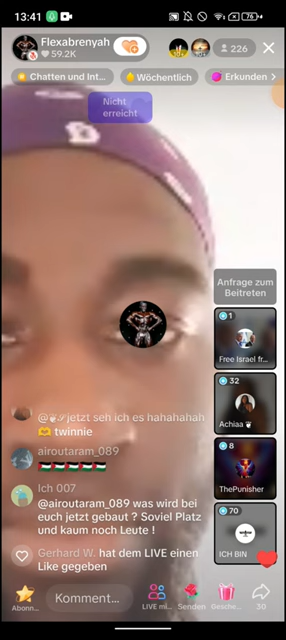 13:41
76
Flexabrenyah
59.2K
226
Chatten und Int...
Wöchentlich
Erkunden >
Nicht
erreicht
Anfrage zum
Beitreten
1
Free Israel fr...
32
Achiaa
8
ThePunisher
70
ICH BIN
jetzt seh ich es hahahahah
🫶 twinnie
airoutaram_089
🇵🇸🇵🇸🇵🇸🇵🇸🇵🇸
Ich 007
@airoutaram_089 was wird bei
euch jetzt gebaut ? Soviel Platz
und kaum noch Leute !
Gerhard W. hat dem LIVE einen
Like gegeben
Abonn...
Komment...
LIVE mi...
Senden
Gesche...
30